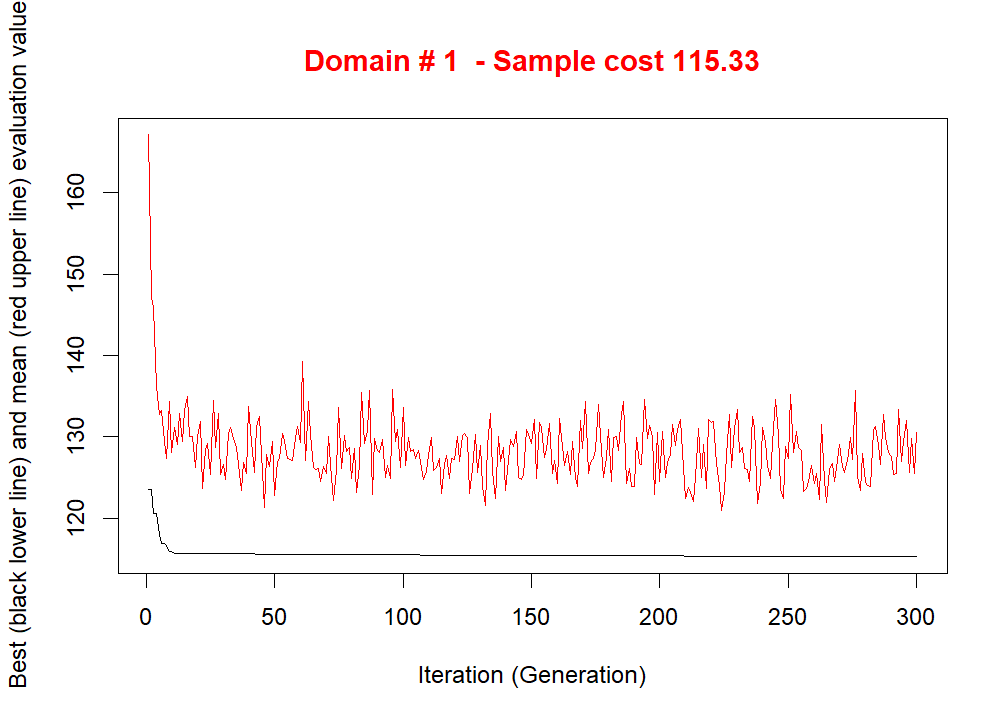 Domain # 1  - Sample cost 115.33
Best (black lower line) and mean (red upper line) evaluation value
160
150
140
130
120
0 50 100 150 200 250 300
Iteration (Generation)